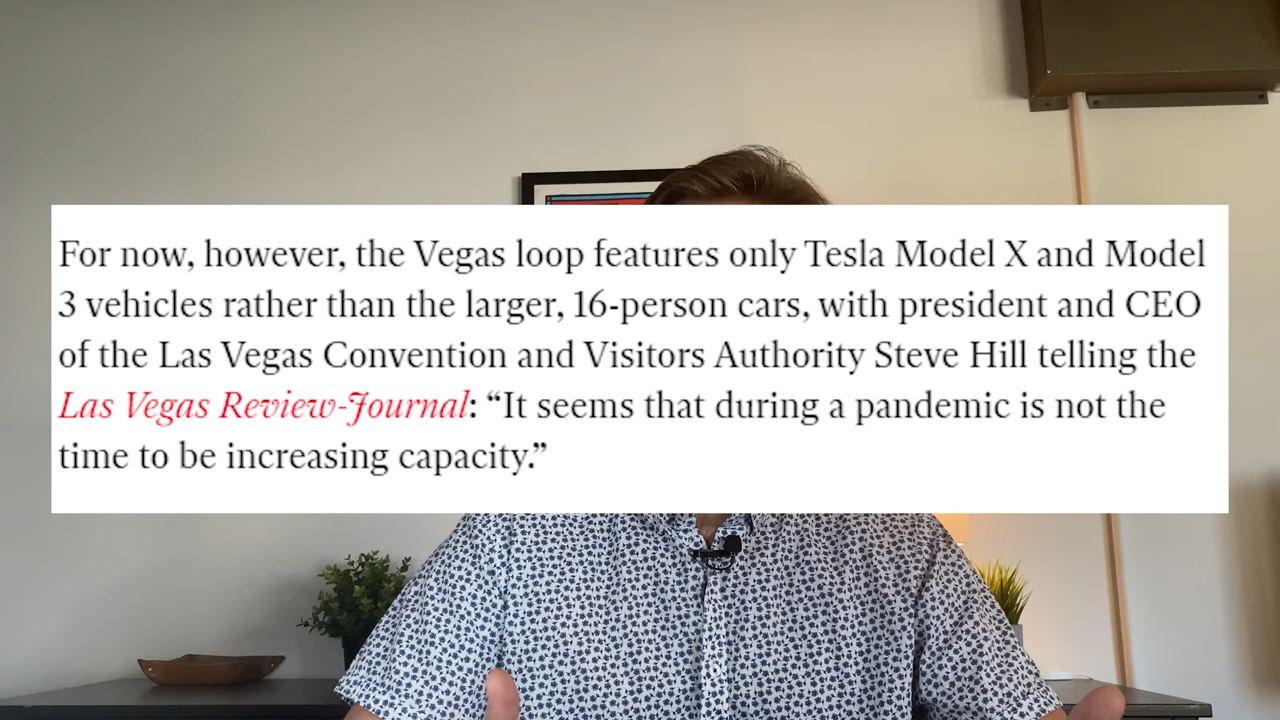 For now, however, the Vegas loop features only Tesla Model X and Model
3 vehicles rather than the larger, 16-person cars, with president and CEO
of the Las Vegas Convention and Visitors Authority Steve Hill telling the
Las Vegas Review-Journal: “It seems that during a pandemic is not the
time to be increasing capacity.”